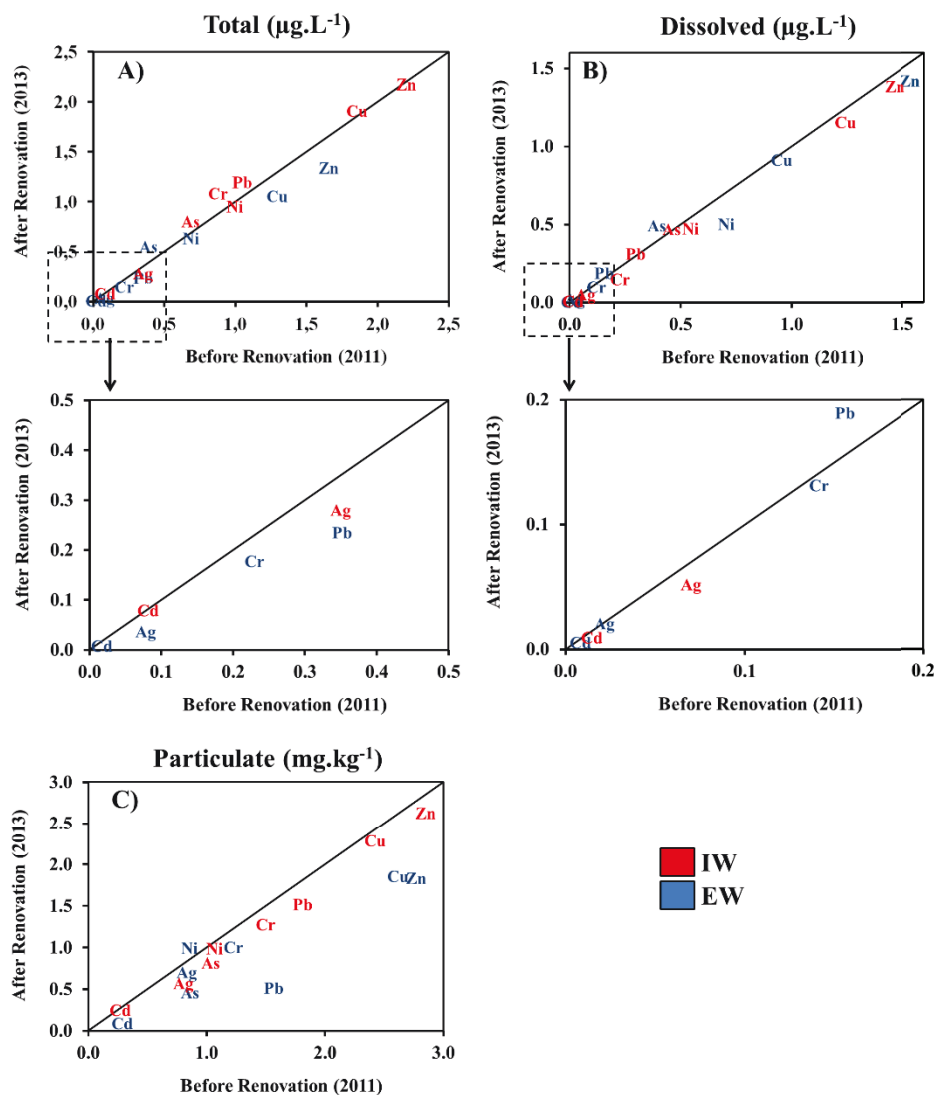 Total (µg.L⁻¹)
A)
After Renovation (2013)
2,5
2,0
1,5
1,0
0,5
0,0
Zn
Cu
Zn
Pb
Cr
Cu
Ni
As
Ni
As
Ag
Pb
Cr
Cd
Ag
Cd
0,0 0,5 1,0 1,5 2,0 2,5
Before Renovation (2011)
Dissolved (µg.L⁻¹)
B)
After Renovation (2013)
1.5
1.0
0.5
0.0
Zn
Zn
Cu
Cu
Ni
As
As
Ni
Pb
Pb
Cr
Cr
Ag
Cd
0.0 0.5 1.0 1.5
Before Renovation (2011)
After Renovation (2013)
0.5
0.4
0.3
0.2
0.1
0.0
Ag
Pb
Cr
Cd
Ag
Cd
0.0 0.1 0.2 0.3 0.4 0.5
Before Renovation (2011)
After Renovation (2013)
0.2
0.1
0.0
Pb
Cr
Ag
Ag
Cd
Cd
0.0 0.1 0.2
Before Renovation (2011)
Particulate (mg.kg⁻¹)
C)
After Renovation (2013)
3.0
2.5
2.0
1.5
1.0
0.5
0.0
Zn
Cu
Cu
Zn
Pb
Cr
Ni
Ni
Cr
As
Ag
Ag
As
Pb
Cd
Cd
0.0 1.0 2.0 3.0
Before Renovation (2011)
IW
EW